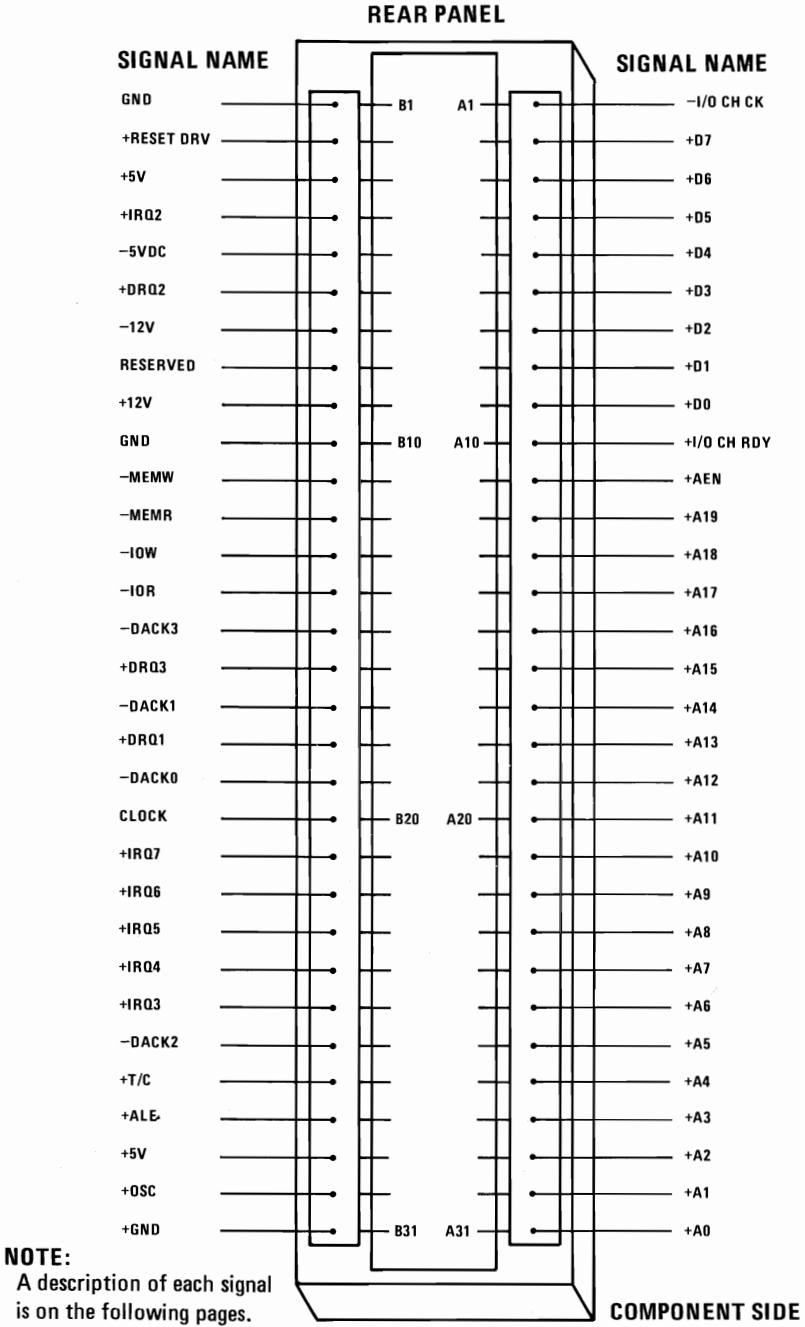 REAR PANEL
SIGNAL NAME
SIGNAL NAME
GND B1 A1 −I/O CH CK
+RESET DRV +D7
+5V +D6
+IRQ2 +D5
−5VDC +D4
+DRQ2 +D3
−12V +D2
RESERVED +D1
+12V +D0
GND B10 A10 +I/O CH RDY
−MEMW +AEN
−MEMR +A19
−IOW +A18
−IOR +A17
−DACK3 +A16
+DRQ3 +A15
−DACK1 +A14
+DRQ1 +A13
−DACK0 +A12
CLOCK B20 A20 +A11
+IRQ7 +A10
+IRQ6 +A9
+IRQ5 +A8
+IRQ4 +A7
+IRQ3 +A6
−DACK2 +A5
+T/C +A4
+ALE +A3
+5V +A2
+OSC +A1
+GND B31 A31 +A0
NOTE:
A description of each signal
is on the following pages.
COMPONENT SIDE